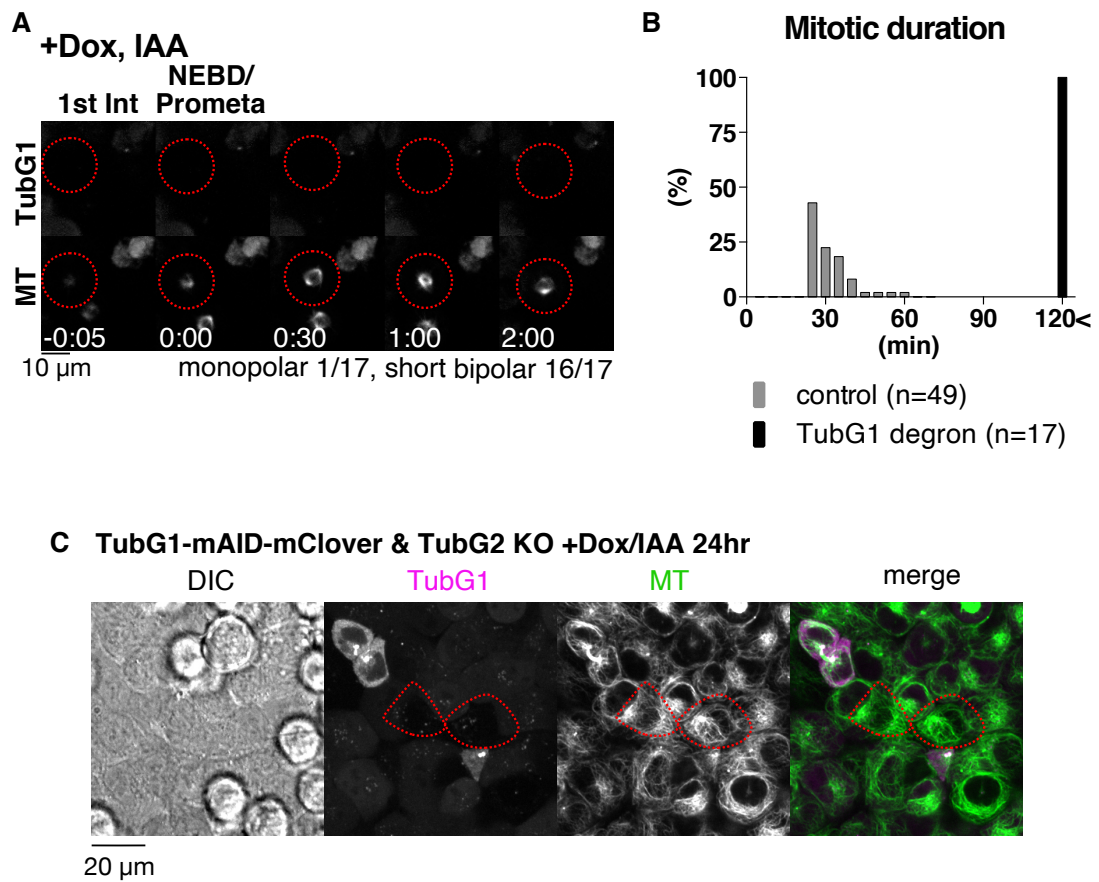 A
+Dox, IAA
1st Int
NEBD/
Prometa
TubG1
MT
-0:05 0:00 0:30 1:00 2:00
10 µm
monopolar 1/17, short bipolar 16/17
B
Mitotic duration
100
75
50
25
0
(%)
0 30 60 90 120<
(min)
control (n=49)
TubG1 degron (n=17)
C TubG1-mAID-mClover & TubG2 KO +Dox/IAA 24hr
DIC TubG1 MT merge
20 µm